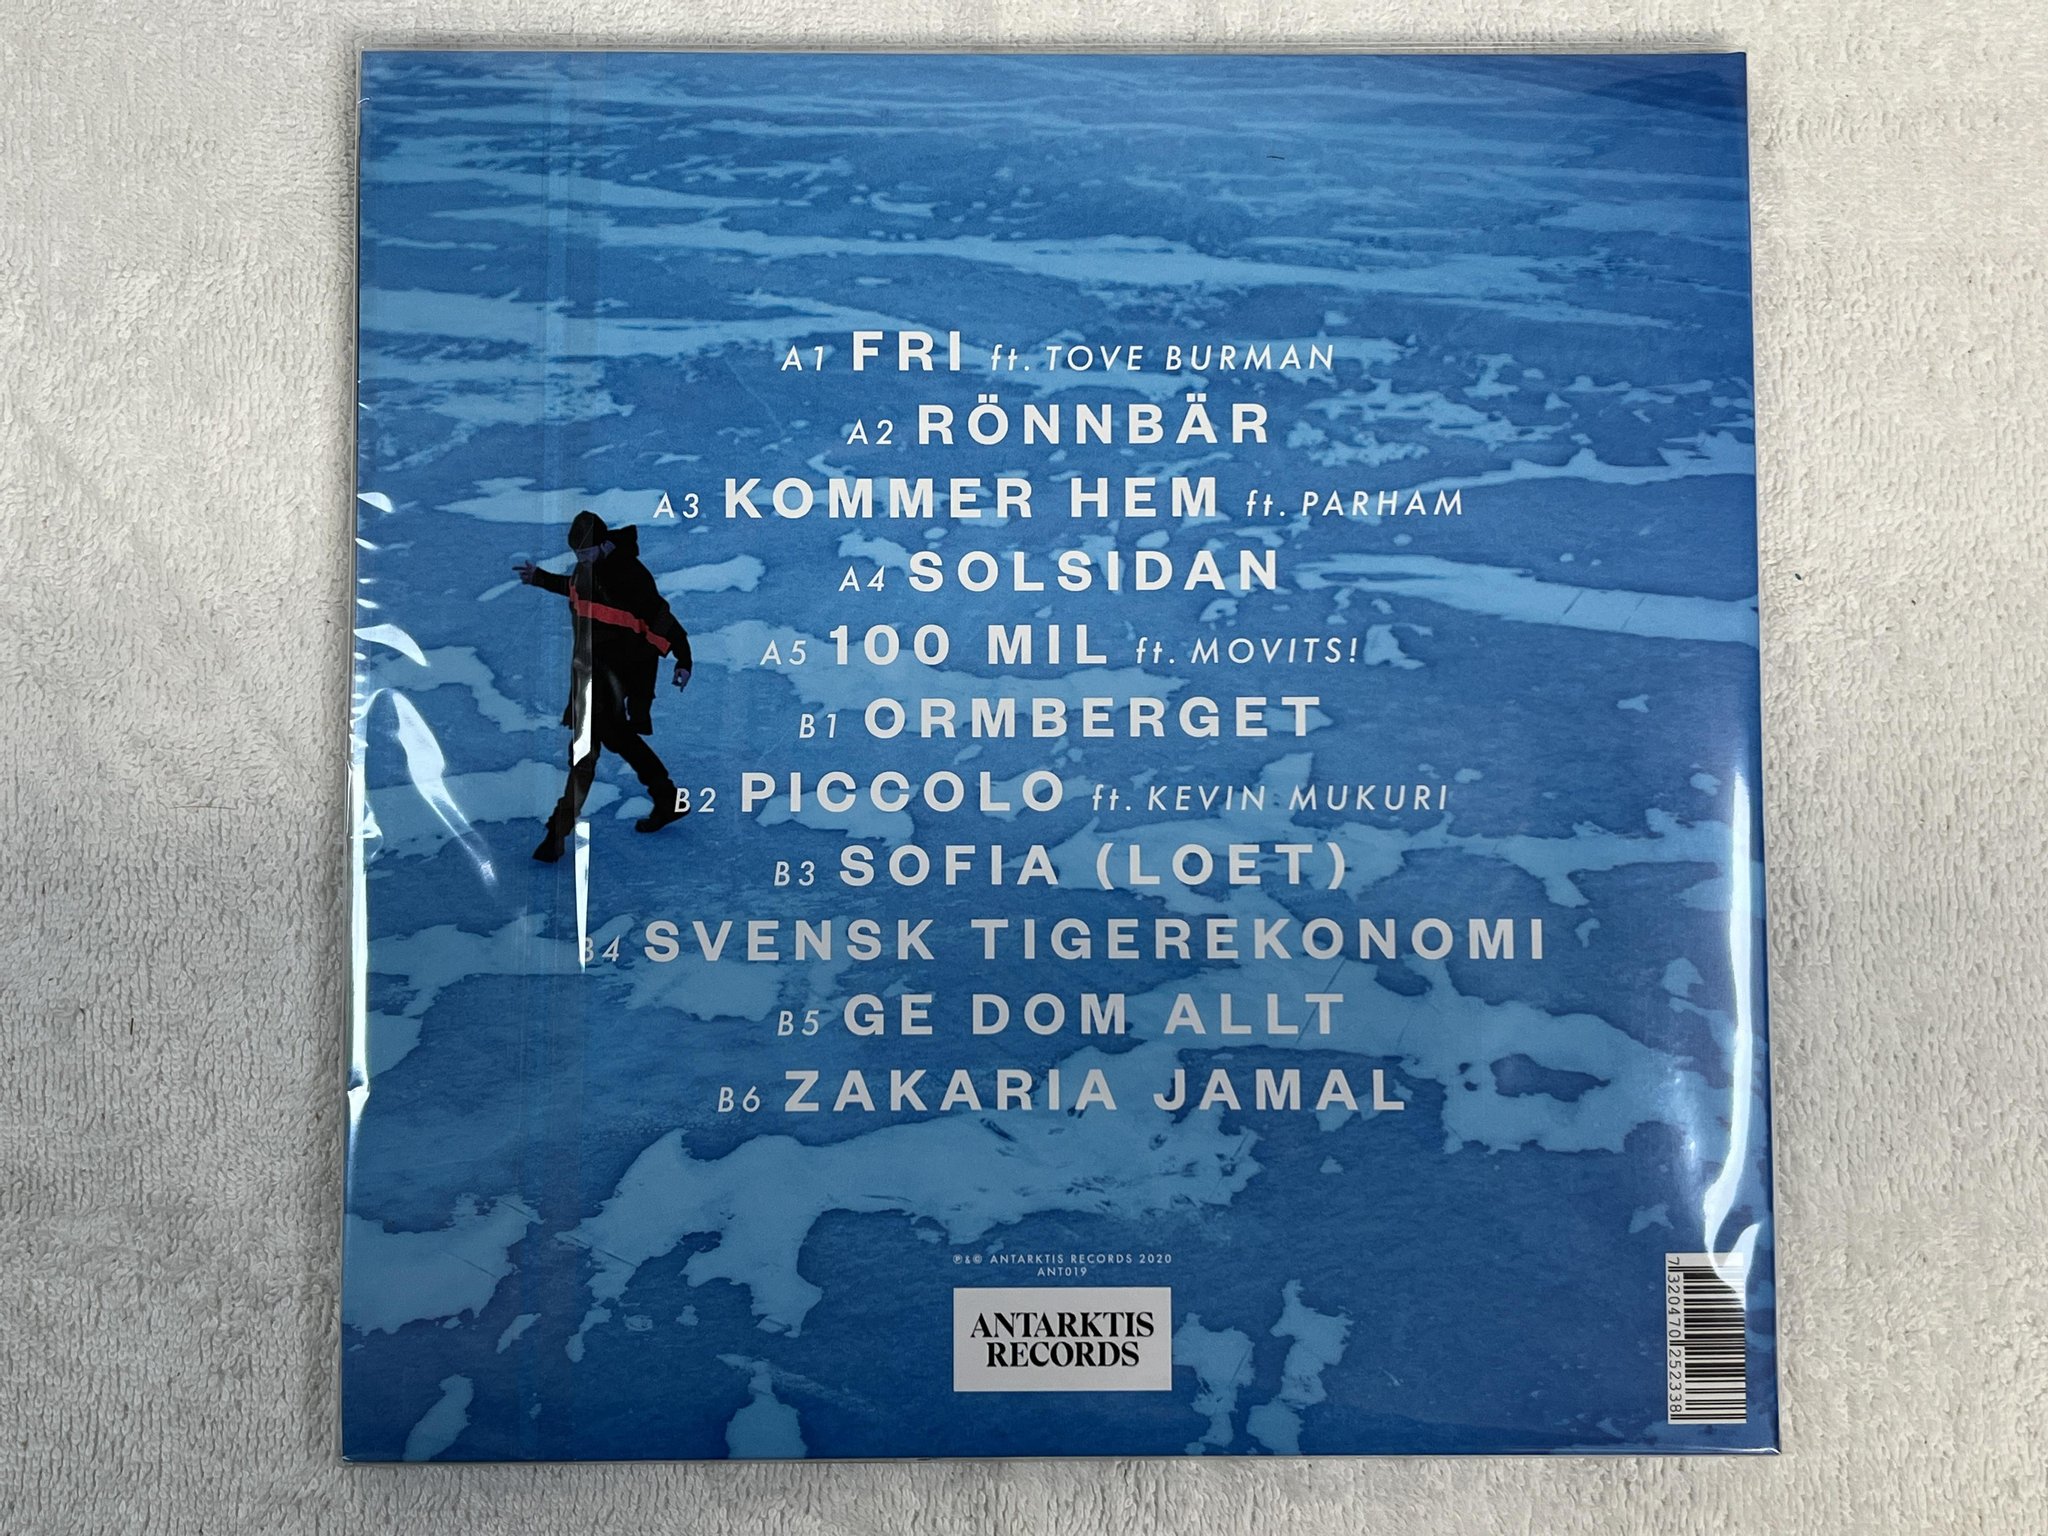 A1 FRI ft. TOVE BURMAN
A2 RÖNNBÄR
A3 KOMMER HEM ft. PARHAM
A4 SOLSIDAN
A5 100 MIL ft. MOVITS!
B1 ORMBERGET
B2 PICCOLO ft. KEVIN MUKURI
B3 SOFIA (LOET)
B4 SVENSK TIGEREKONOMI
B5 GE DOM ALLT
B6 ZAKARIA JAMAL
℗&© ANTARKTIS RECORDS 2020
ANT019
ANTARKTIS
RECORDS
7320470252338